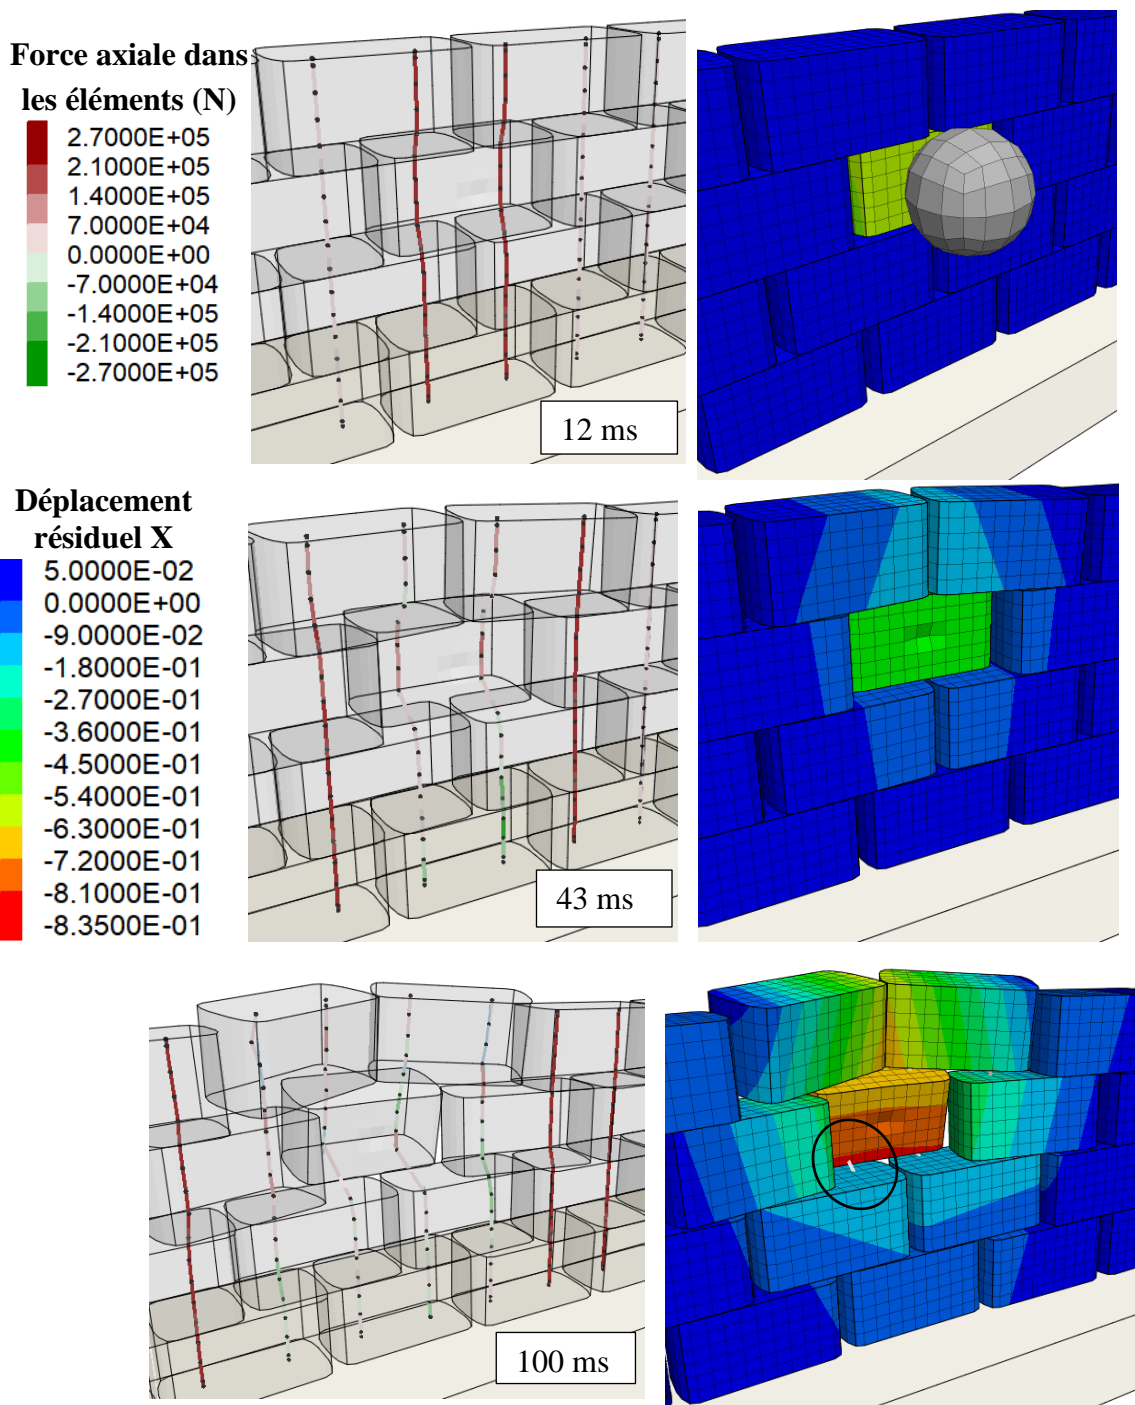 Force axiale dans
les éléments (N)
2.7000E+05
2.1000E+05
1.4000E+05
7.0000E+04
0.0000E+00
-7.0000E+04
-1.4000E+05
-2.1000E+05
-2.7000E+05
12 ms
Déplacement
résiduel X
5.0000E-02
0.0000E+00
-9.0000E-02
-1.8000E-01
-2.7000E-01
-3.6000E-01
-4.5000E-01
-5.4000E-01
-6.3000E-01
-7.2000E-01
-8.1000E-01
-8.3500E-01
43 ms
100 ms